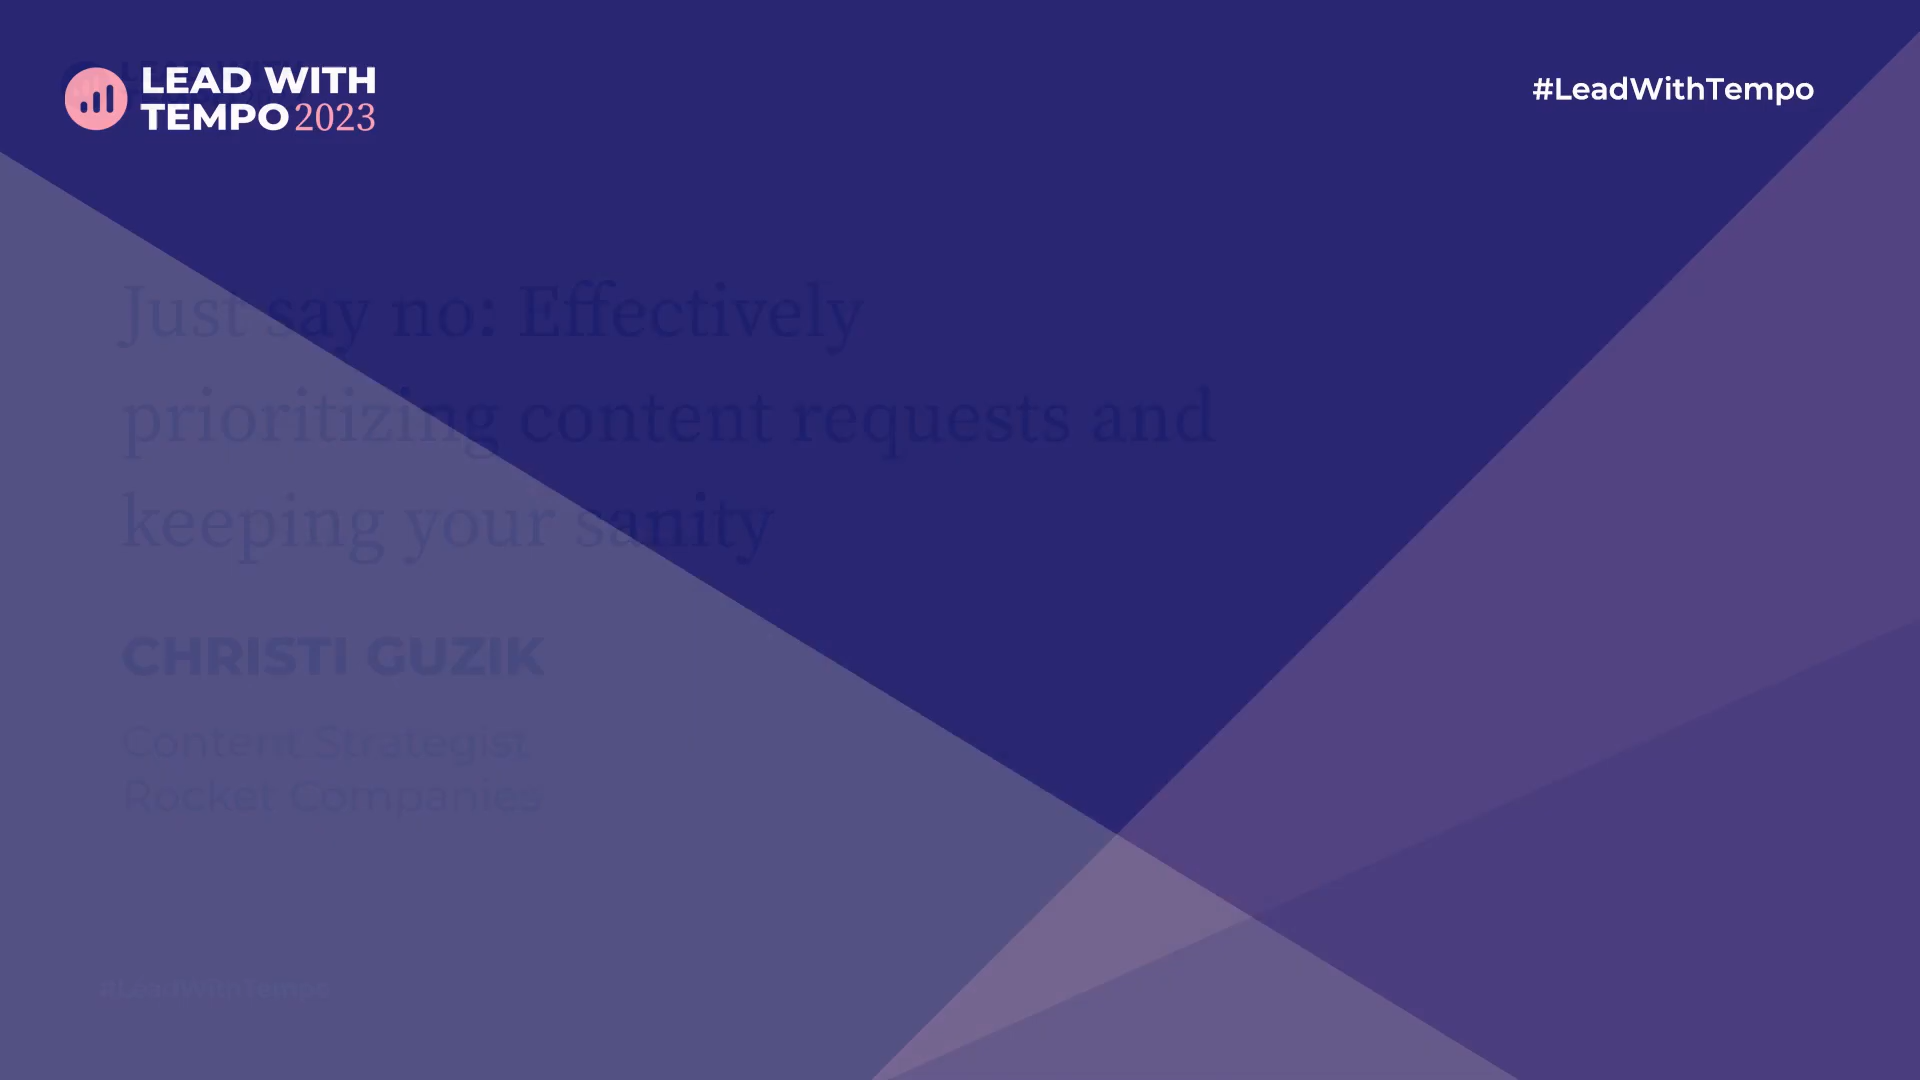 LEAD WITH
TEMPO 2023
#LeadWithTempo
Just say no: Effectively
prioritizing content requests and
keeping your sanity
CHRISTI GUZIK
Content Strategist
Rocket Companies
#LeadWithTempo